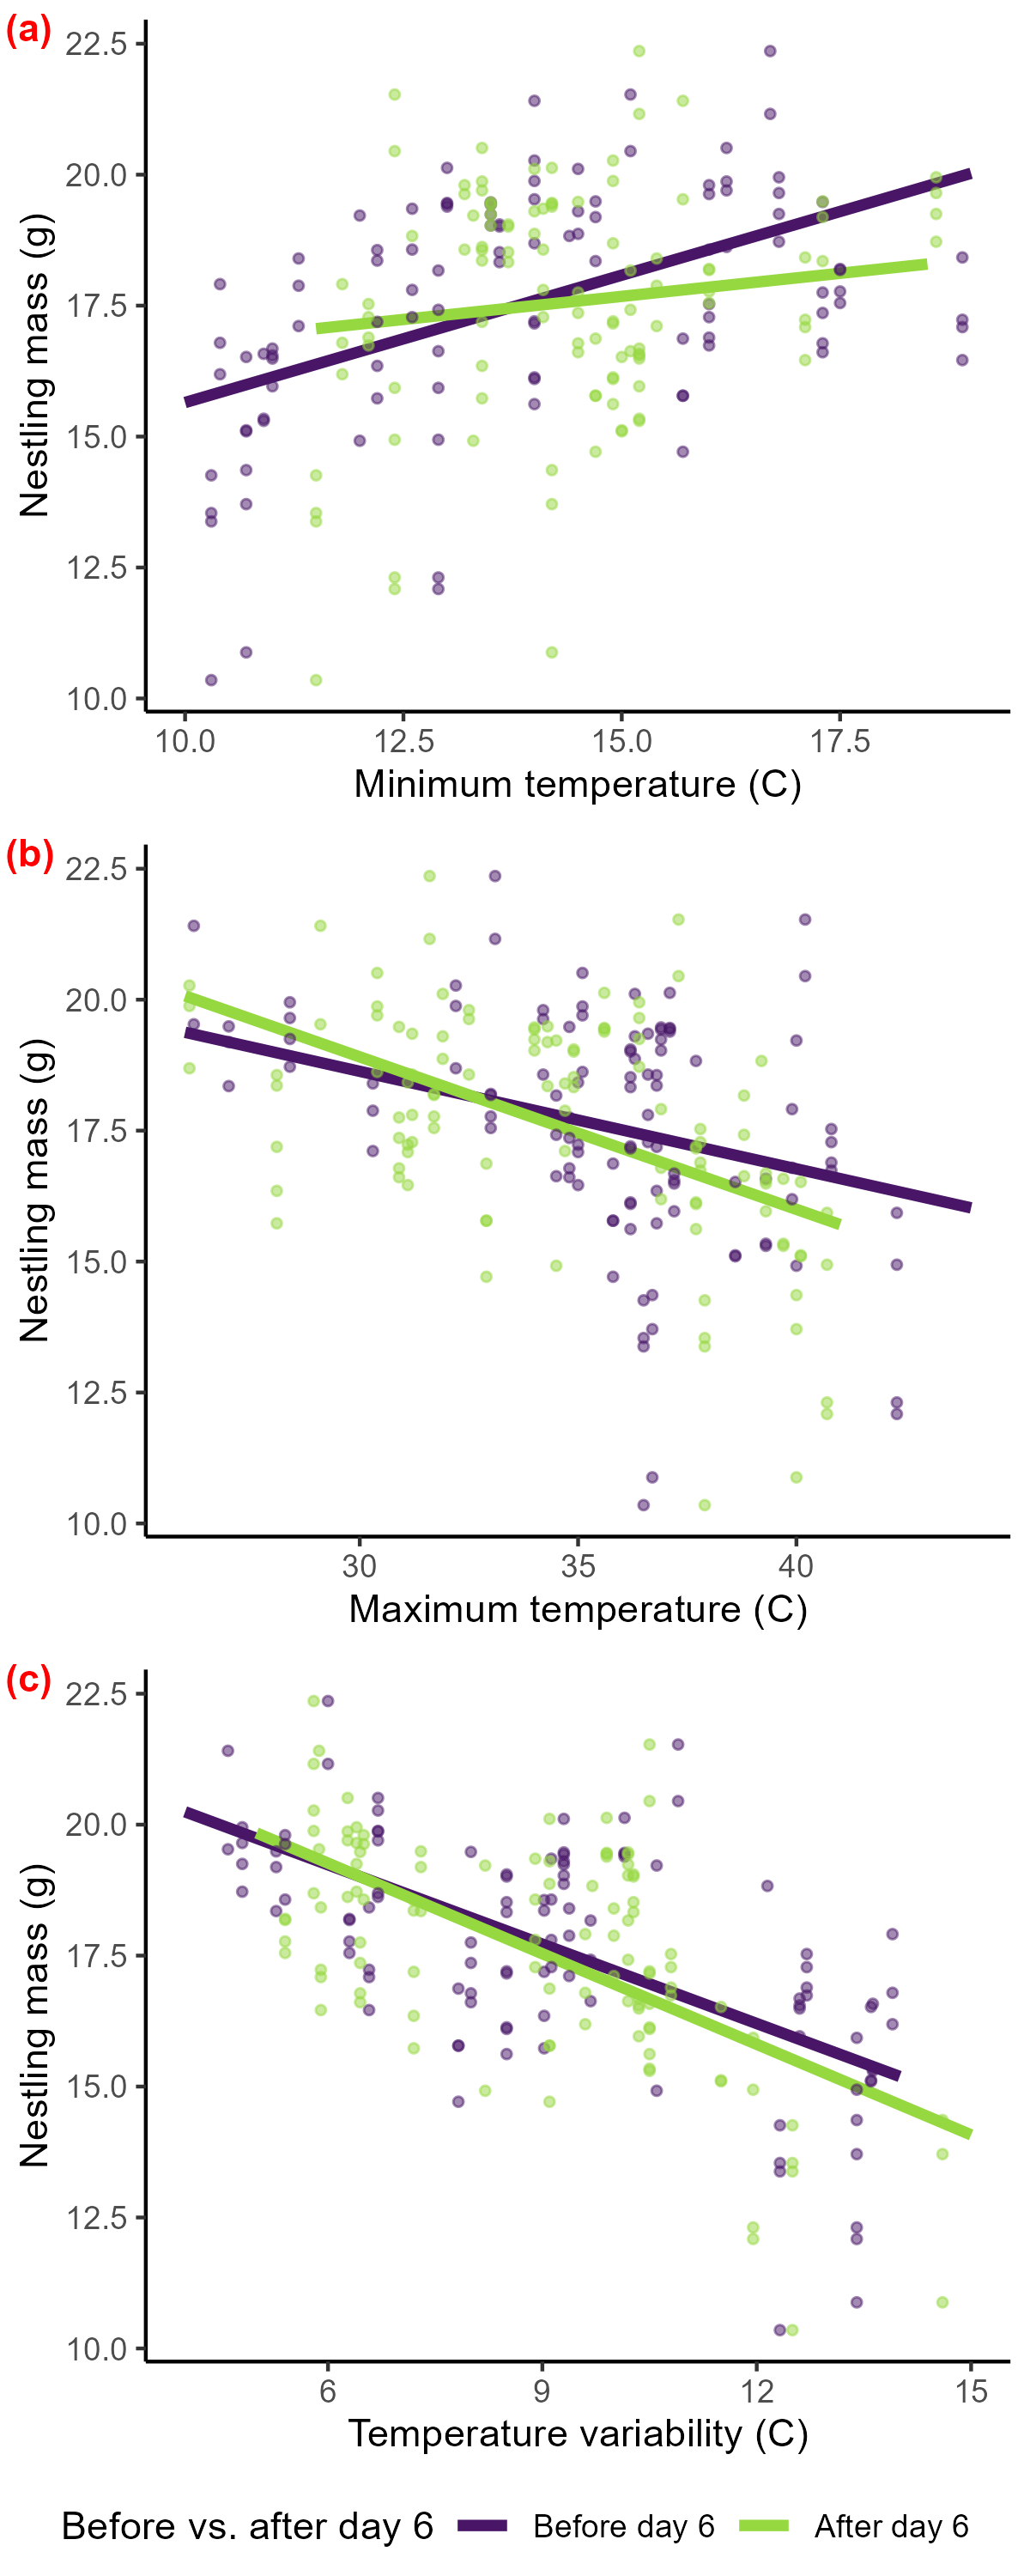 (a)
22.5
20.0
17.5
15.0
12.5
10.0
Nestling mass (g)
10.0 12.5 15.0 17.5
Minimum temperature (C)
(b)
22.5
20.0
17.5
15.0
12.5
10.0
Nestling mass (g)
30 35 40
Maximum temperature (C)
(c)
22.5
20.0
17.5
15.0
12.5
10.0
Nestling mass (g)
6 9 12 15
Temperature variability (C)
Before vs. after day 6 Before day 6 After day 6